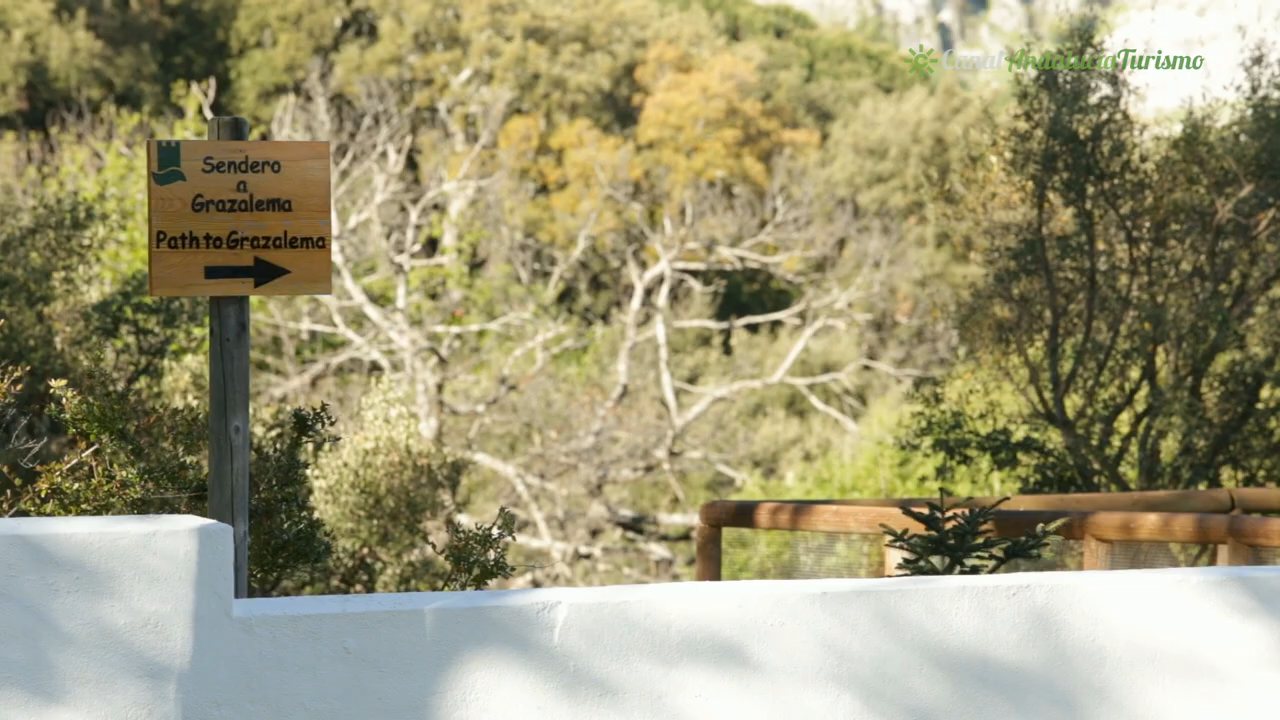 Sendero
a
Grazalema
Path to Grazalema
Canal Andalucía Turismo